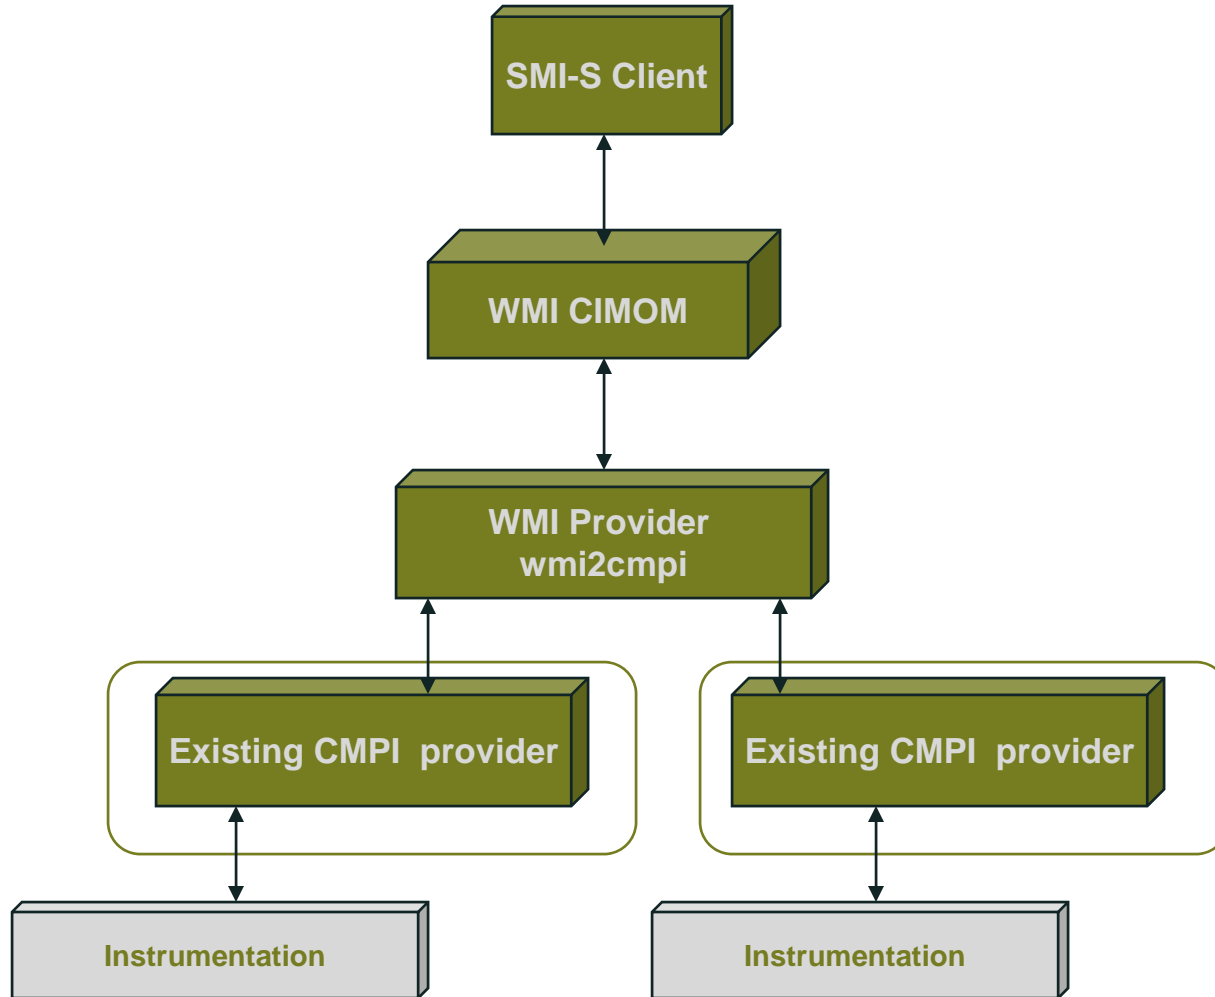 SMI-S Client
WMI CIMOM
WMI Provider
wmi2cmpi
Existing CMPI  provider
Existing CMPI  provider
Instrumentation
Instrumentation